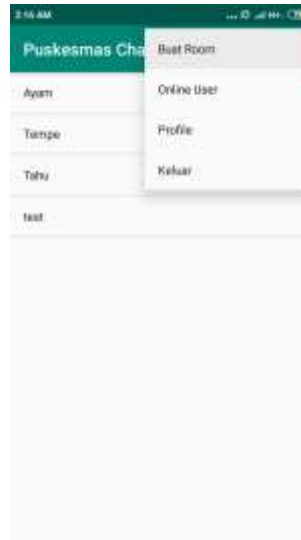 2:16 AM
Puskesmas Cha
Buat Room
Ayam
Online User
Tempe
Profile
Tahu
Keluar
test